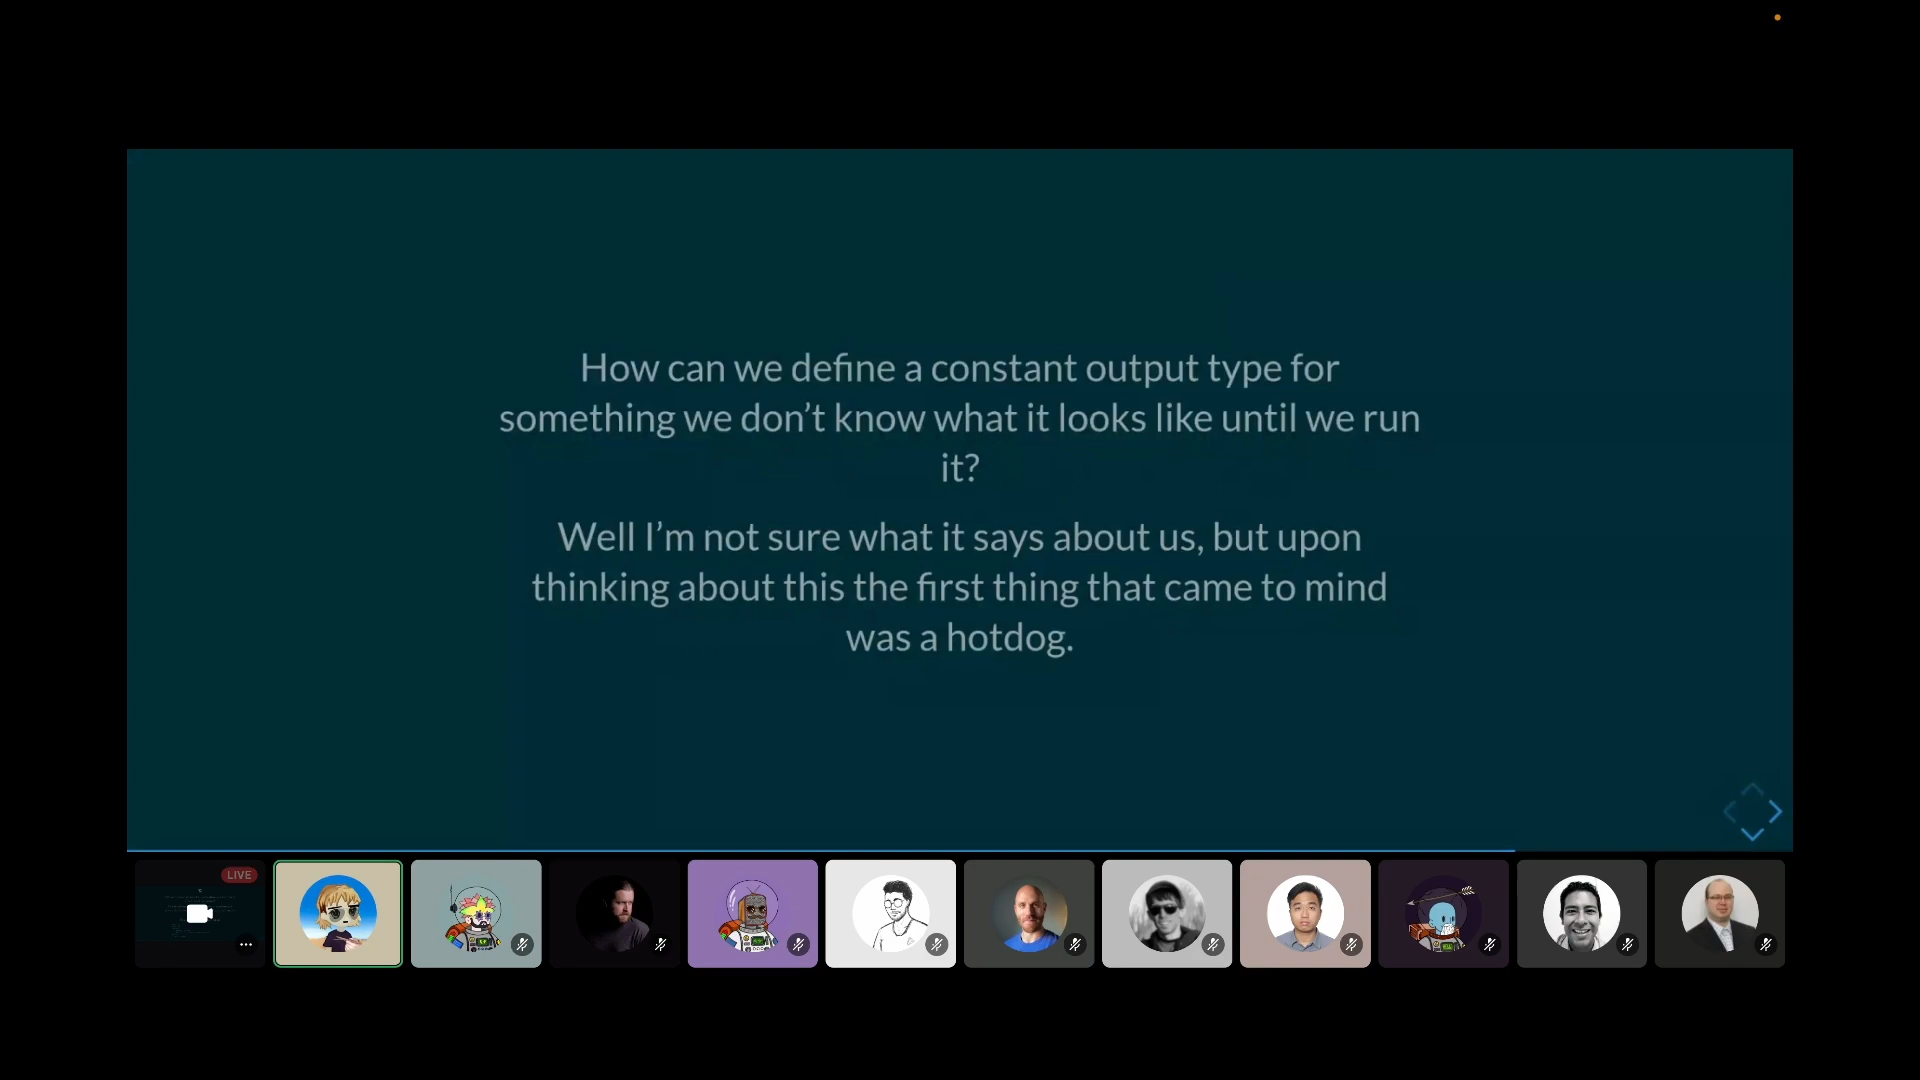 How can we define a constant output type for
something we don’t know what it looks like until we run
it?
Well I’m not sure what it says about us, but upon
thinking about this the first thing that came to mind
was a hotdog.
LIVE